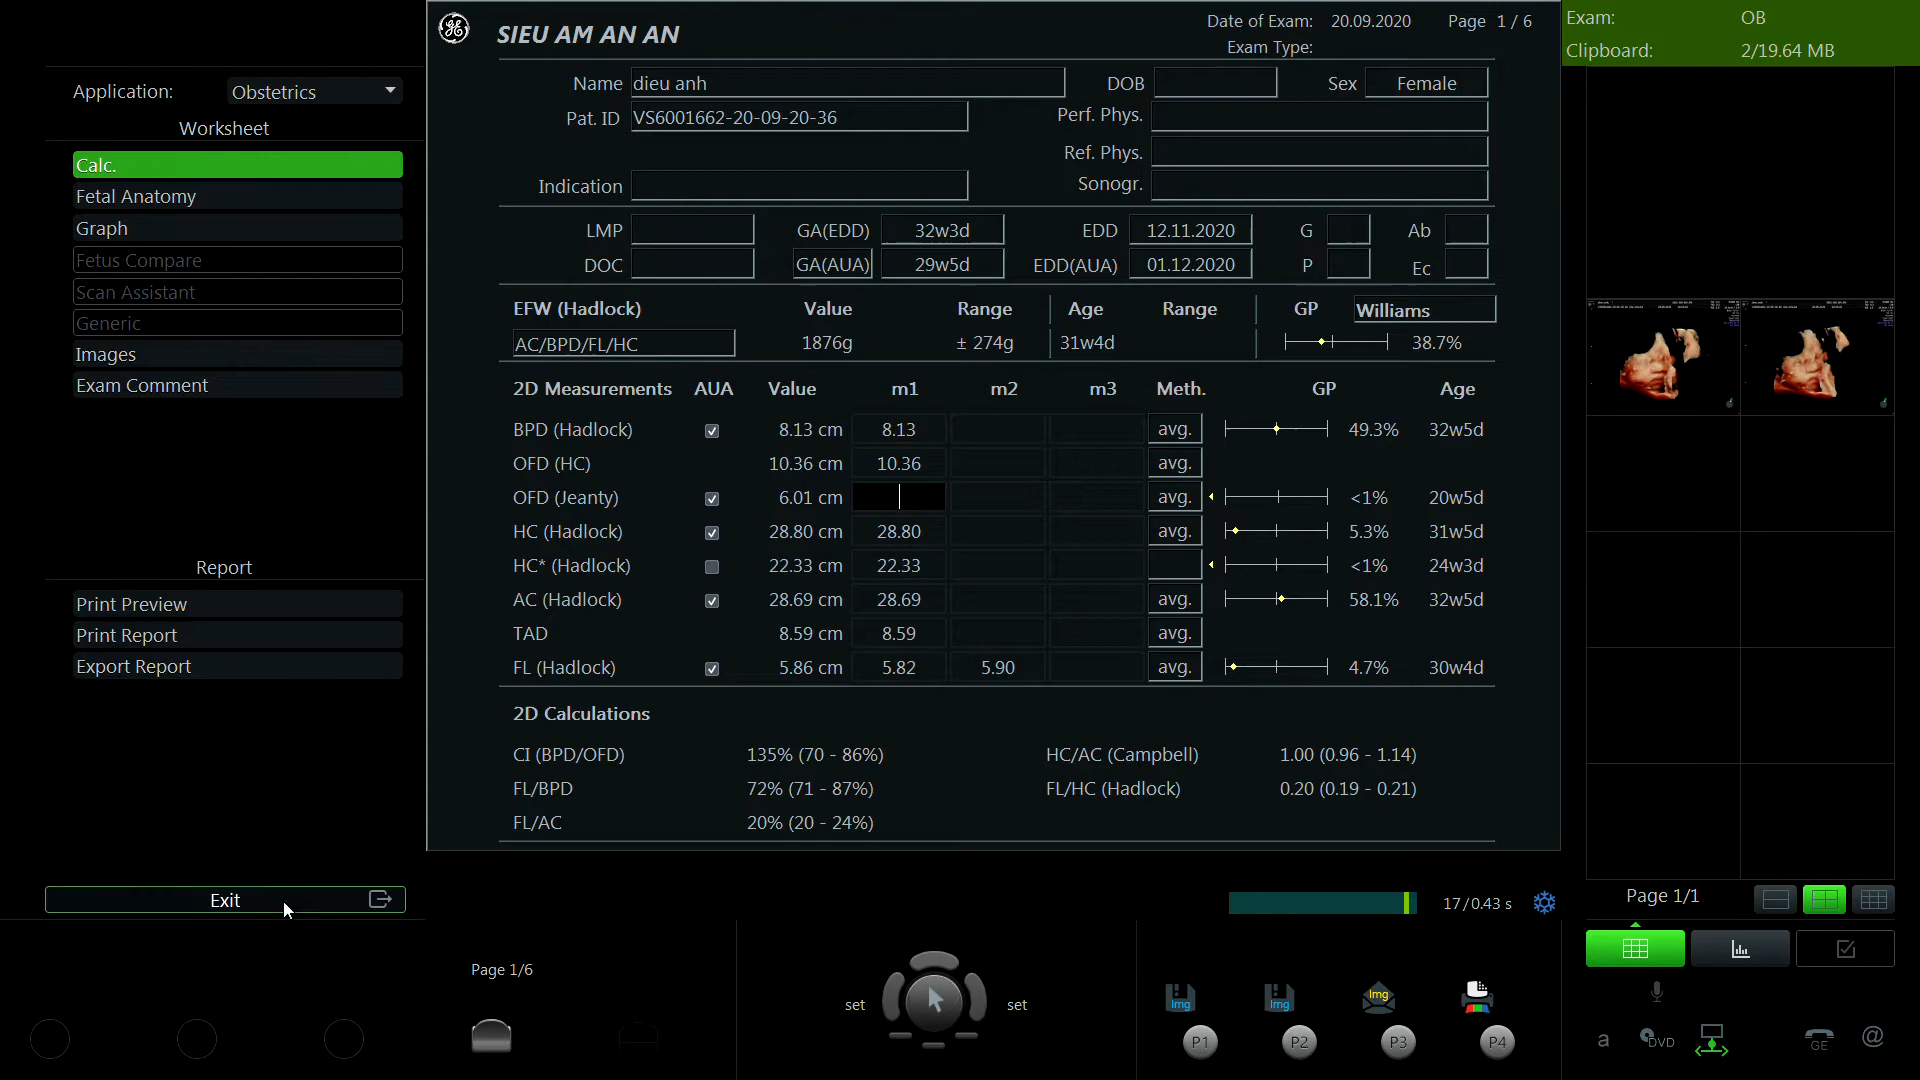 Application: Obstetrics
Worksheet
Calc.
Fetal Anatomy
Graph
Fetus Compare
Scan Assistant
Generic
Images
Exam Comment
Report
Print Preview
Print Report
Export Report
Exit
SIEU AM AN AN
Date of Exam: 20.09.2020 Page 1 / 6
Exam Type:
Name dieu anh DOB Sex Female
Pat. ID VS6001662-20-09-20-36 Perf. Phys.
Ref. Phys.
Indication Sonogr.
LMP GA(EDD) 32w3d EDD 12.11.2020 G Ab
DOC GA(AUA) 29w5d EDD(AUA) 01.12.2020 P Ec
EFW (Hadlock) Value Range Age Range GP Williams
AC/BPD/FL/HC 1876g ± 274g 31w4d 38.7%
2D Measurements AUA Value m1 m2 m3 Meth. GP Age
BPD (Hadlock) 8.13 cm 8.13 avg. 49.3% 32w5d
OFD (HC) 10.36 cm 10.36 avg.
OFD (Jeanty) 6.01 cm avg. <1% 20w5d
HC (Hadlock) 28.80 cm 28.80 avg. 5.3% 31w5d
HC* (Hadlock) 22.33 cm 22.33 <1% 24w3d
AC (Hadlock) 28.69 cm 28.69 avg. 58.1% 32w5d
TAD 8.59 cm 8.59 avg.
FL (Hadlock) 5.86 cm 5.82 5.90 avg. 4.7% 30w4d
2D Calculations
CI (BPD/OFD) 135% (70 - 86%) HC/AC (Campbell) 1.00 (0.96 - 1.14)
FL/BPD 72% (71 - 87%) FL/HC (Hadlock) 0.20 (0.19 - 0.21)
FL/AC 20% (20 - 24%)
17/0.43 s
Page 1/6
set set
Img Img Img
P1 P2 P3 P4
Exam: OB
Clipboard: 2/19.64 MB
Page 1/1
a DVD GE @